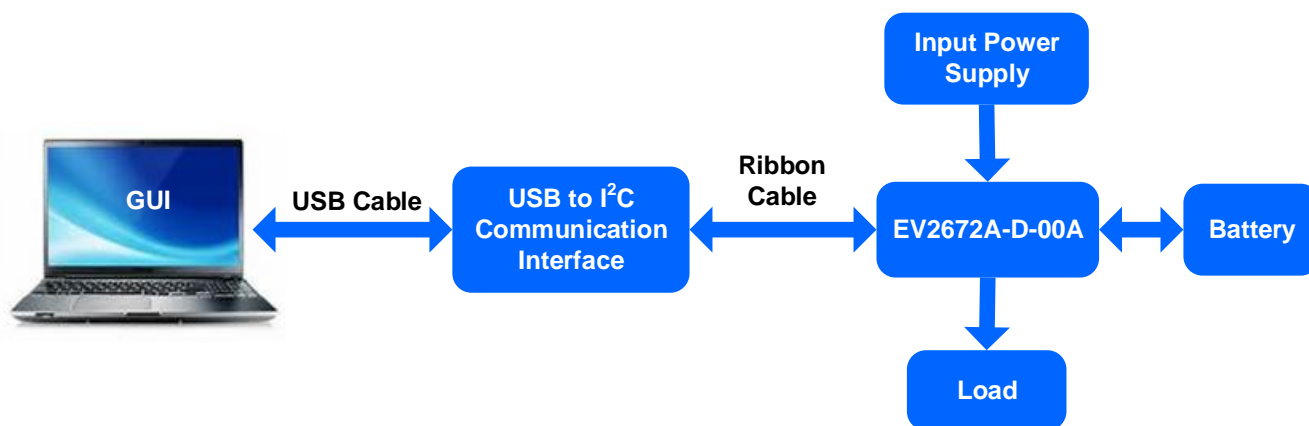 GUI
USB Cable
USB to I²C
Communication
Interface
Ribbon
Cable
Input Power
Supply
EV2672A-D-00A
Battery
Load